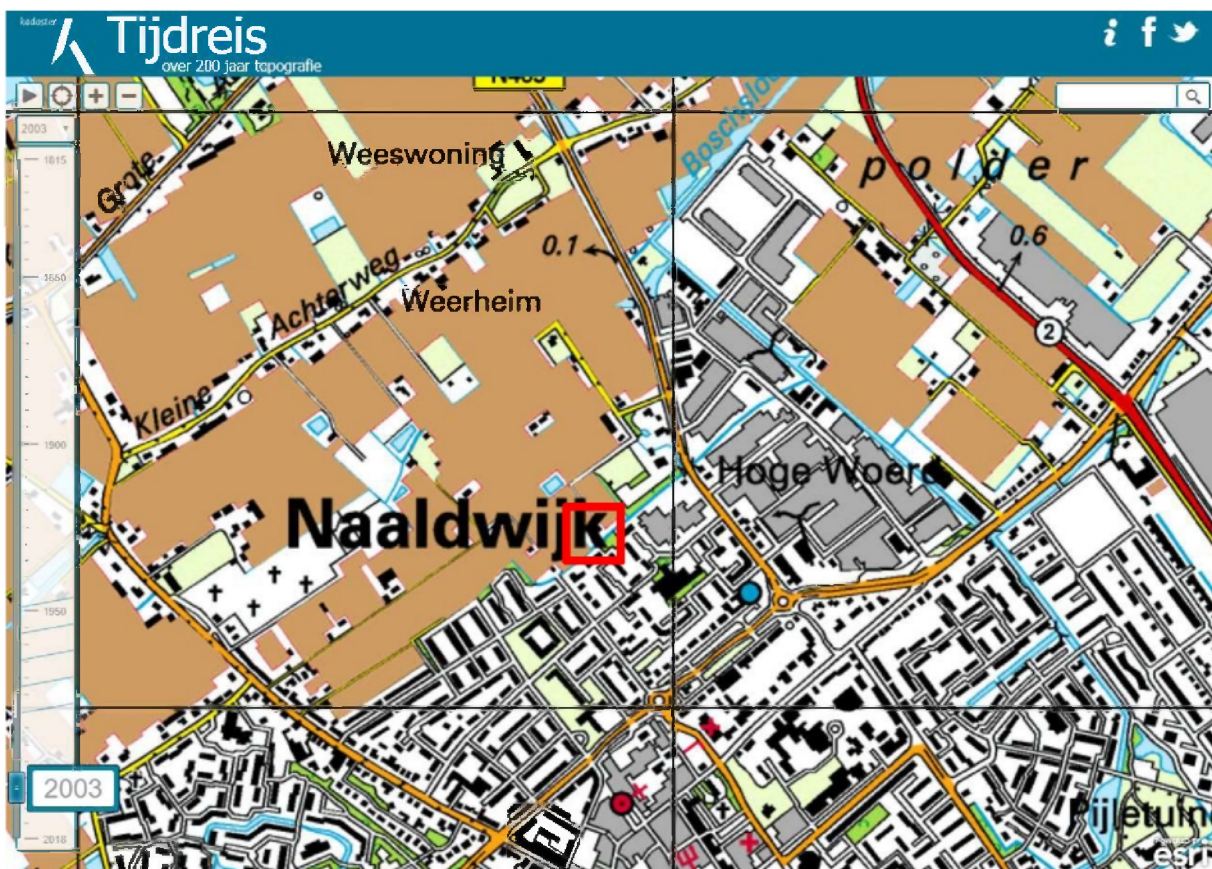 kadaster
Tijdreis
over 200 jaar topografie
i f
2003
1815
1850
1900
1950
2003
2018
Grote
Weeswoning
Boschsloot
polder
0.1
0.6
Achterweg
Weerheim
2
Kleine
Hoge Woerd
Naaldwijk
Pijletuin
esri